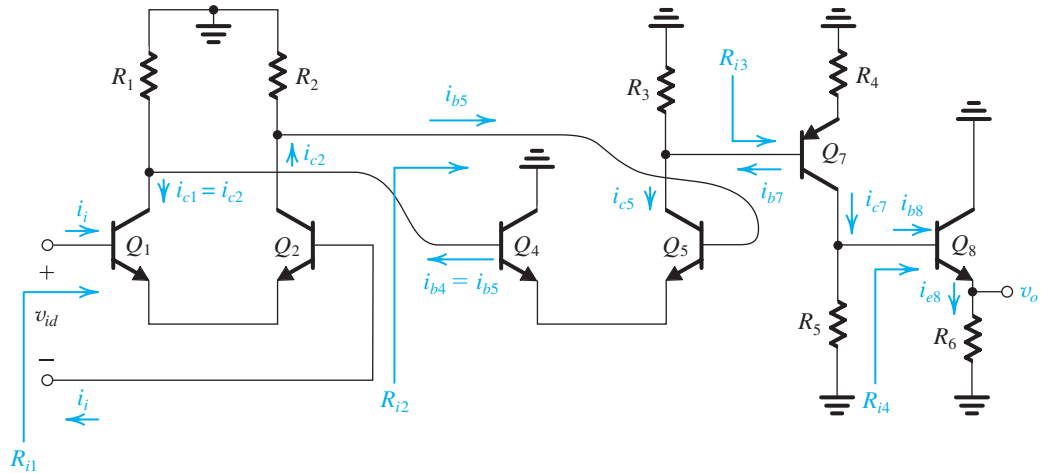 R1
R2
R3
Ri3
R4
ib5
ic2
ic1 = ic2
ii
Q1
Q2
Q4
Q5
Q7
Q8
ic5
ib7
ic7
ib8
+
vid
−
ib4 = ib5
ie8
vo
R5
R6
ii
Ri2
Ri4
Ri1